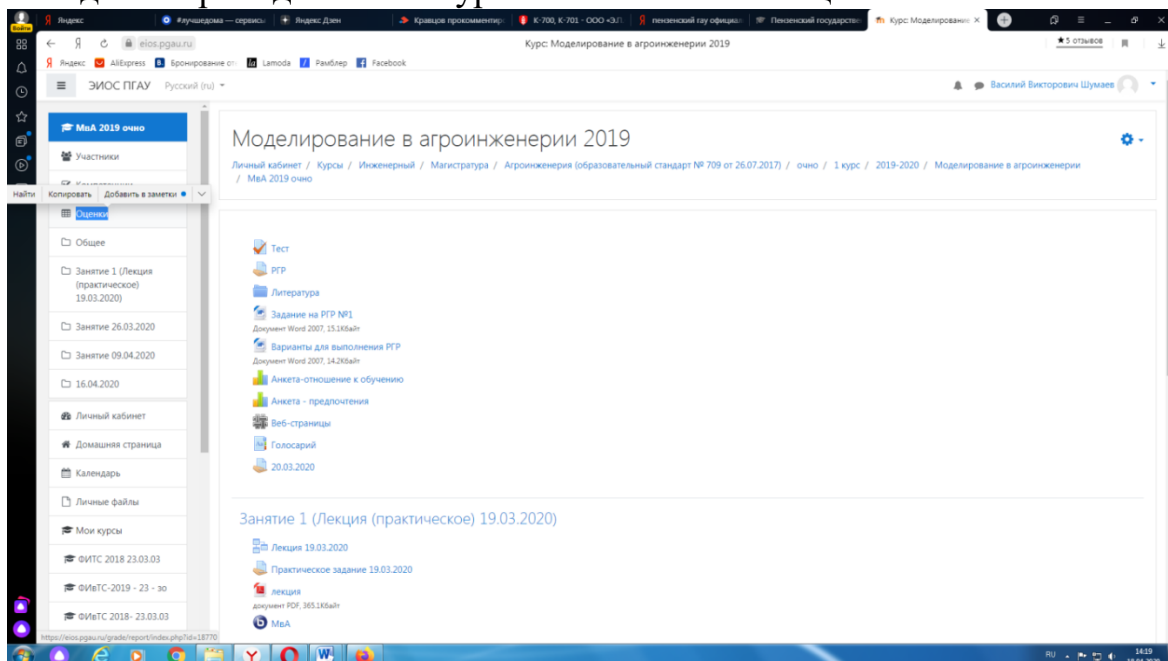 Войти
Яндекс
#лучшедома — сервисы
Яндекс Дзен
Кравцов прокомментир
К-700, К-701 - ООО «ЭЛ
пензенский гау официал
Пензенский государстве
Курс: Моделирование
eios.pgau.ru
Курс: Моделирование в агроинженерии 2019
★ 5 отзывов
Яндекс
AliExpress
Бронирование от
Lamoda
Рамблер
Facebook
ЭИОС ПГАУ
Русский (ru)
Василий Викторович Шумаев
МвА 2019 очно
Участники
Найти
Копировать
Добавить в заметки
Оценки
Общее
Занятие 1 (Лекция
(практическое)
19.03.2020)
Занятие 26.03.2020
Занятие 09.04.2020
16.04.2020
Личный кабинет
Домашняя страница
Календарь
Личные файлы
Мои курсы
ФИТС 2018 23.03.03
ФИвТС-2019 - 23 - зо
ФИвТС 2018- 23.03.03
https://eios.pgau.ru/grade/report/index.php?id=18770
Моделирование в агроинженерии 2019
Личный кабинет / Курсы / Инженерный / Магистратура / Агроинженерия (образовательный стандарт № 709 от 26.07.2017) / очно / 1 курс / 2019-2020 / Моделирование в агроинженерии
/ МвА 2019 очно
Тест
РГР
Литература
Задание на РГР №1
Документ Word 2007, 15.1Кбайт
Варианты для выполнения РГР
Документ Word 2007, 14.2Кбайт
Анкета-отношение к обучению
Анкета - предпочтения
Веб-страницы
Голосарий
20.03.2020
Занятие 1 (Лекция (практическое) 19.03.2020)
Лекция 19.03.2020
Практическое задание 19.03.2020
лекция
документ PDF, 365.1Кбайт
МвА
RU
14:19